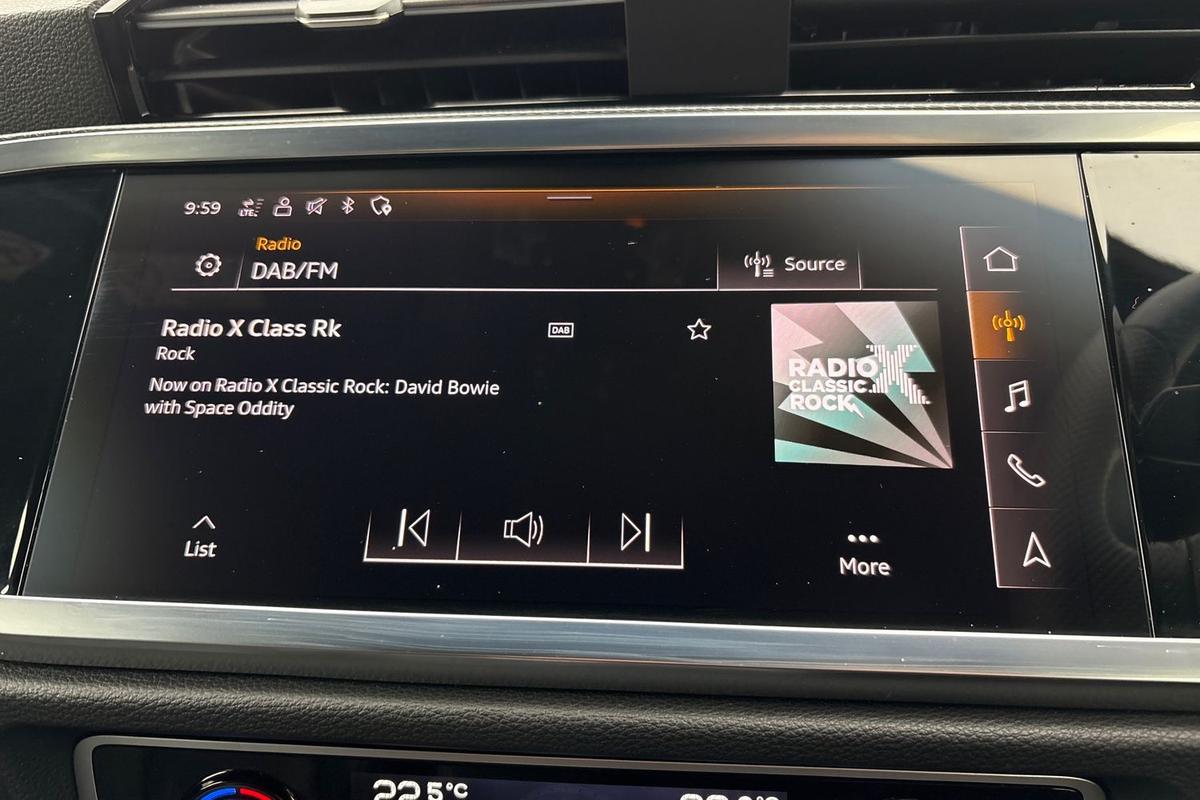 9:59 LTE
Radio
DAB/FM
Source
Radio X Class Rk
DAB
Rock
Now on Radio X Classic Rock: David Bowie
with Space Oddity
RADIO X
CLASSIC
ROCK
List
More
22.5°C